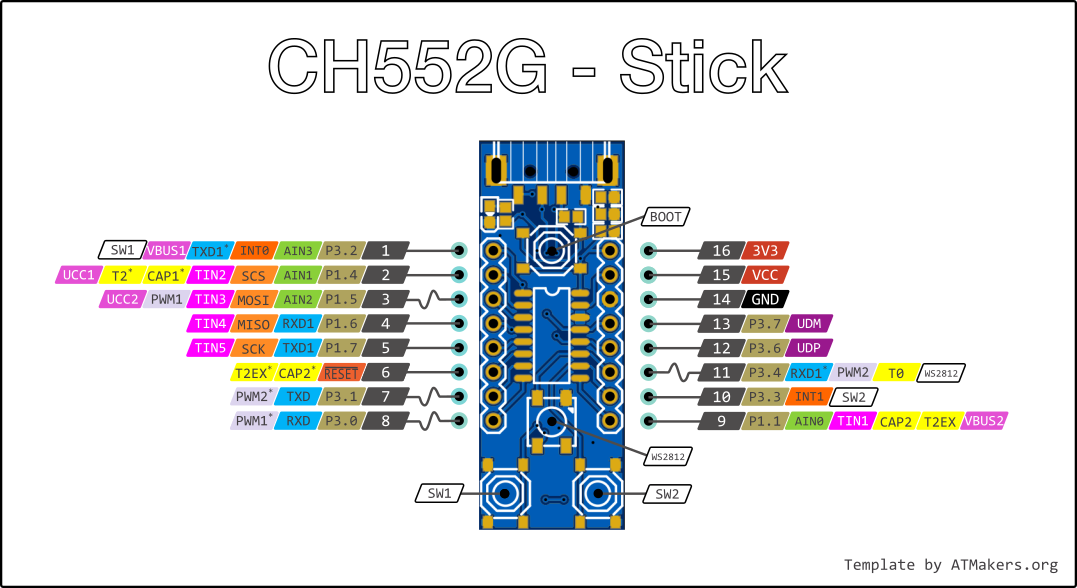 CH552G - Stick
BOOT
SW1 VBUS1 TXD1* INT0 AIN3 P3.2 1
UCC1 T2* CAP1* TIN2 SCS AIN1 P1.4 2
UCC2 PWM1 TIN3 MOSI AIN2 P1.5 3
TIN4 MISO RXD1 P1.6 4
TIN5 SCK TXD1 P1.7 5
T2EX* CAP2* RESET 6
PWM2* TXD P3.1 7
PWM1* RXD P3.0 8
16 3V3
15 VCC
14 GND
13 P3.7 UDM
12 P3.6 UDP
11 P3.4 RXD1* PWM2 T0 WS2812
10 P3.3 INT1 SW2
9 P1.1 AIN0 TIN1 CAP2 T2EX VBUS2
WS2812
SW1
SW2
Template by ATMakers.org